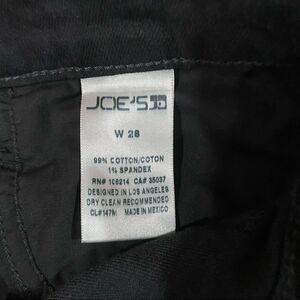 JOE'S
W 28
99% COTTON/COTON
1% SPANDEX
RN# 106214 CA# 35037
DESIGNED IN LOS ANGELES
DRY CLEAN RECOMMENDED
CL#147M MADE IN MEXICO